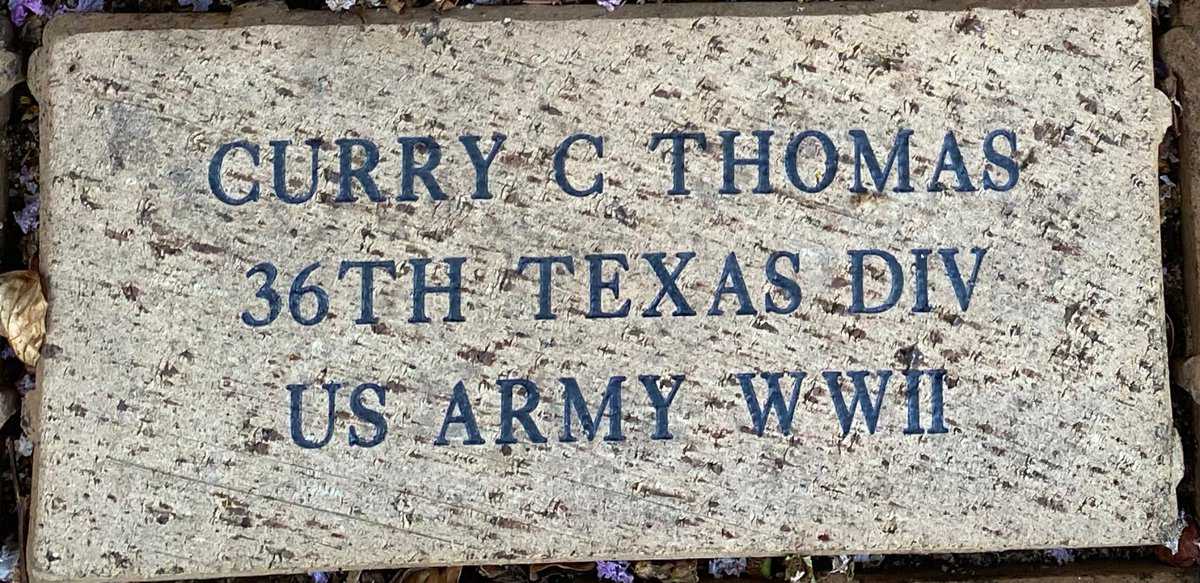 CURRY C THOMAS
36TH TEXAS DIV
US ARMY WWII